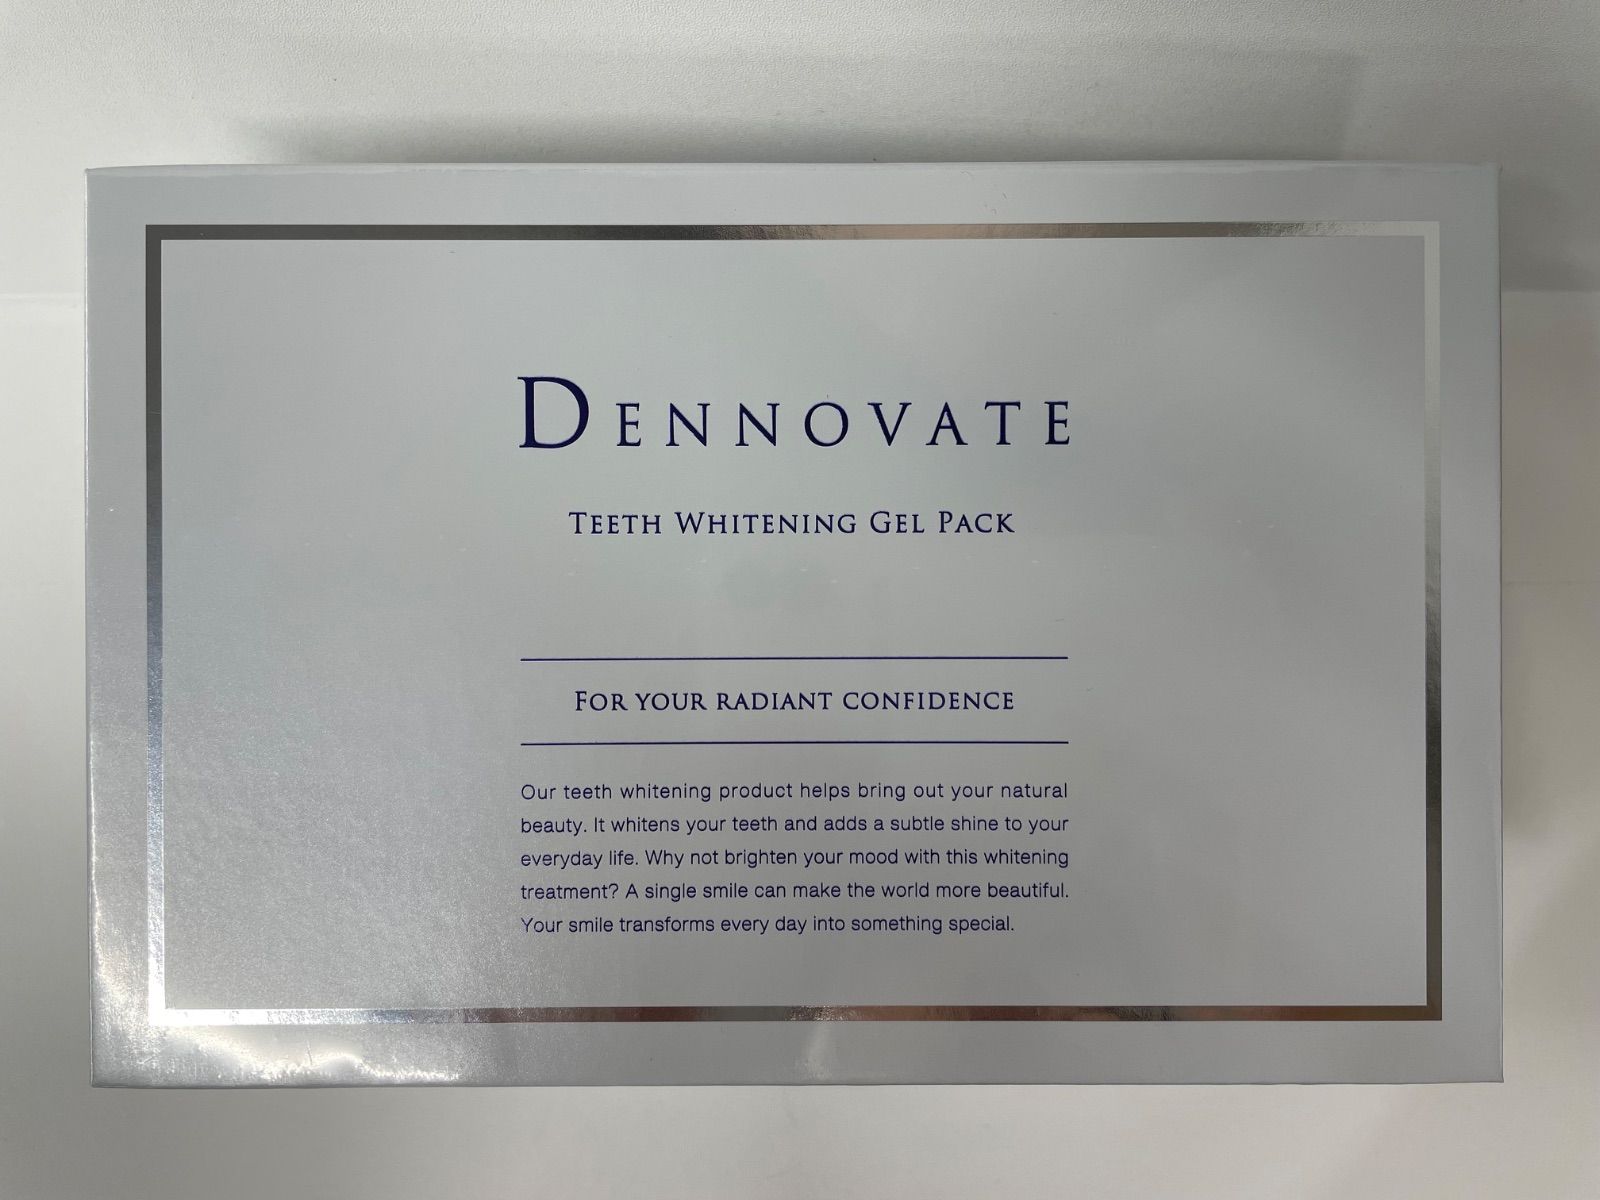 DENNOVATE
TEETH WHITENING GEL PACK
FOR YOUR RADIANT CONFIDENCE
Our teeth whitening product helps bring out your natural
beauty. It whitens your teeth and adds a subtle shine to your
everyday life. Why not brighten your mood with this whitening
treatment? A single smile can make the world more beautiful.
Your smile transforms every day into something special.